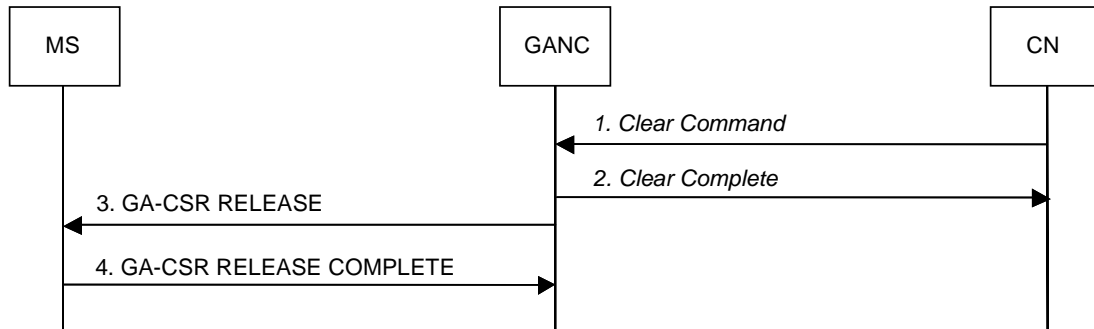 MS
GANC
CN
1. Clear Command
2. Clear Complete
3. GA-CSR RELEASE
4. GA-CSR RELEASE COMPLETE